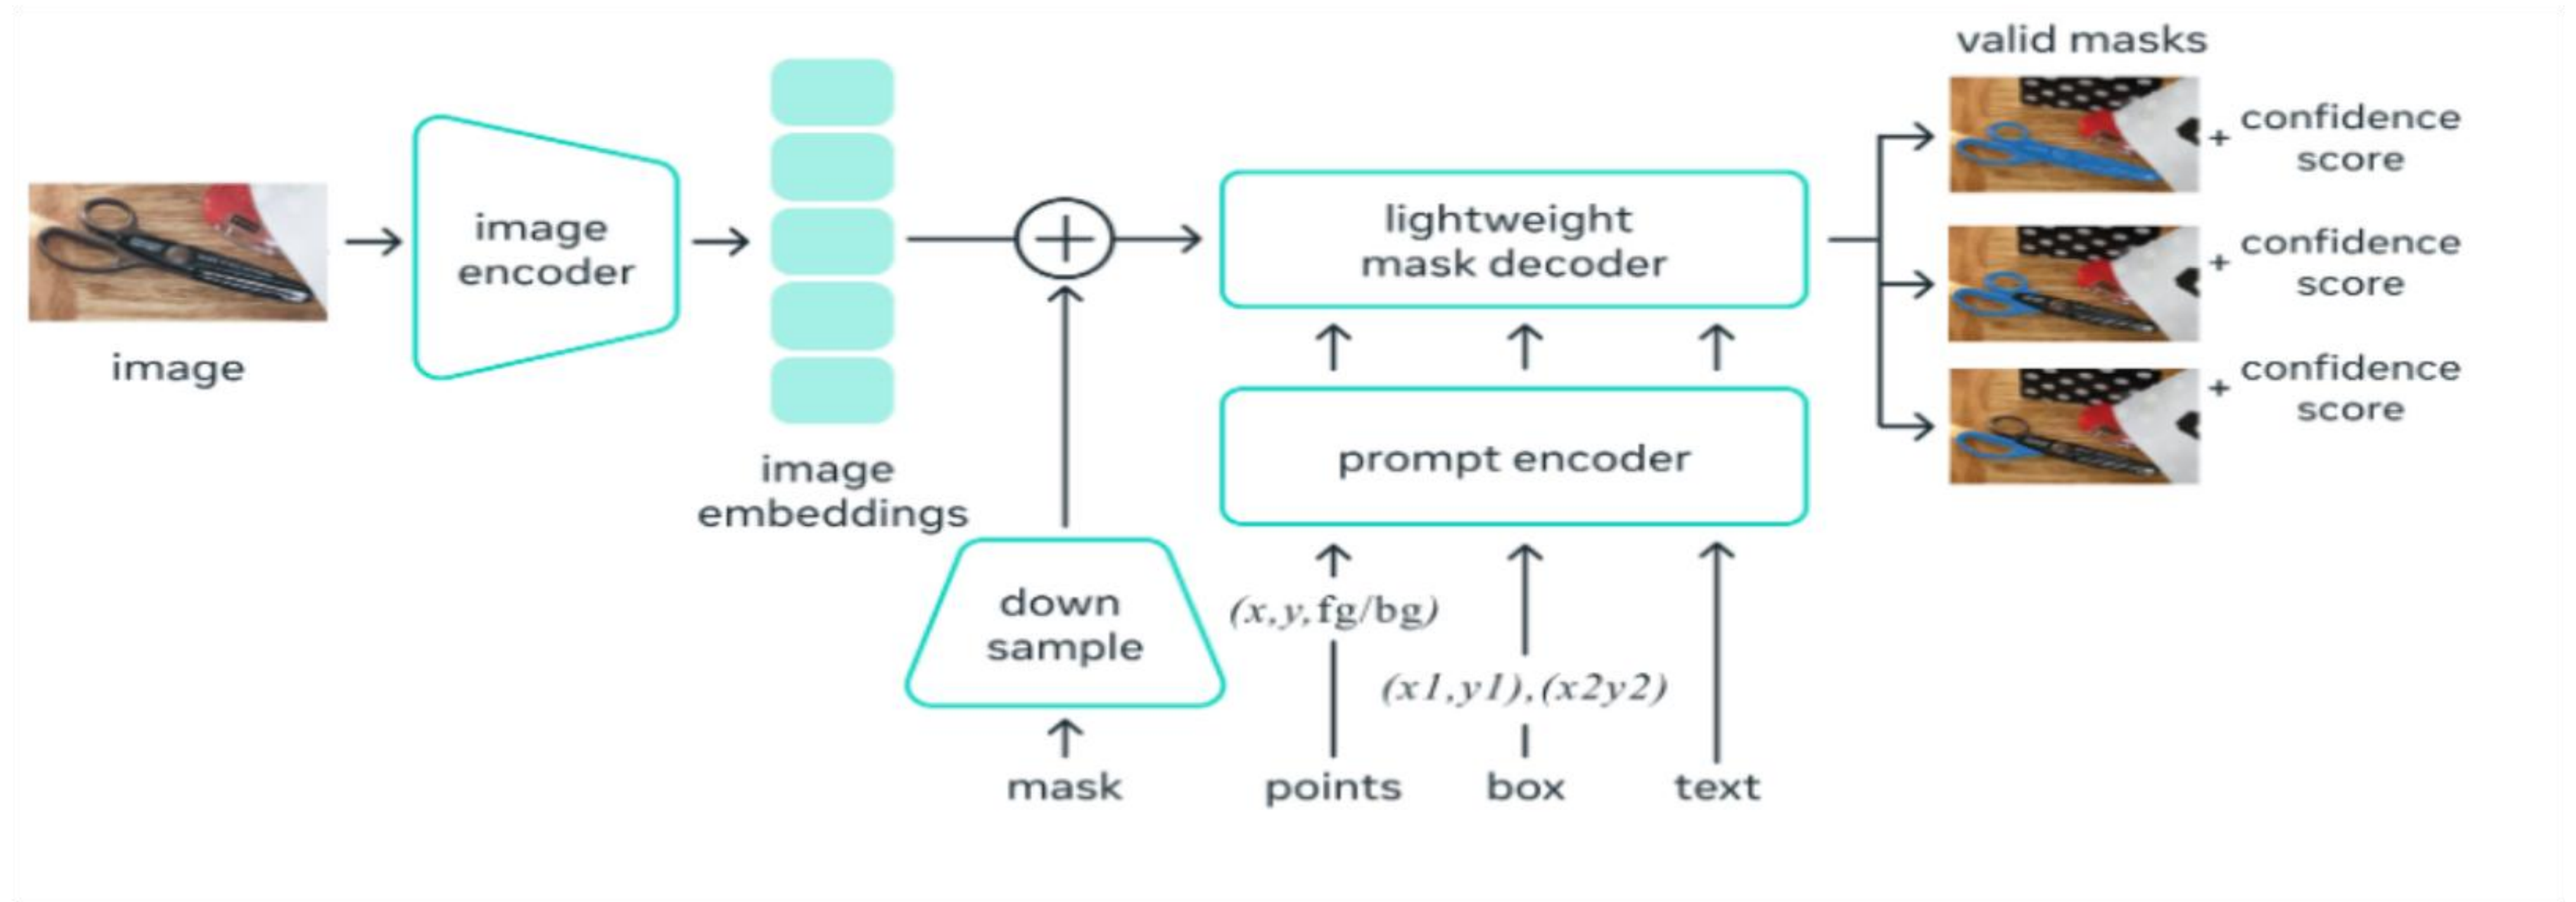 valid masks
confidence
score
+
confidence
score
+
confidence
score
+
image
encoder
image
image
embeddings
lightweight
mask decoder
prompt encoder
down
sample
(x,y,fg/bg)
(x1,y1),(x2y2)
mask
points
box
text